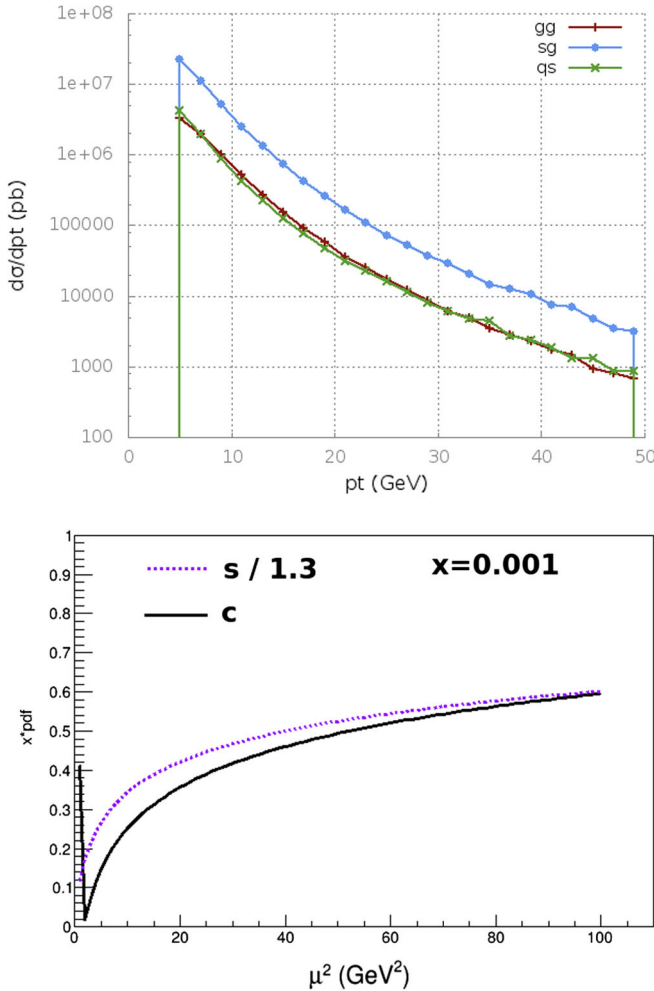 1e+08
1e+07
1e+06
100000
10000
1000
100
dσ/dpt (pb)
gg
sg
qs
0 10 20 30 40 50
pt (GeV)
s / 1.3
c
x=0.001
1
0.9
0.8
0.7
0.6
0.5
0.4
0.3
0.2
0.1
0
x*pdf
0 20 40 60 80 100
μ² (GeV²)